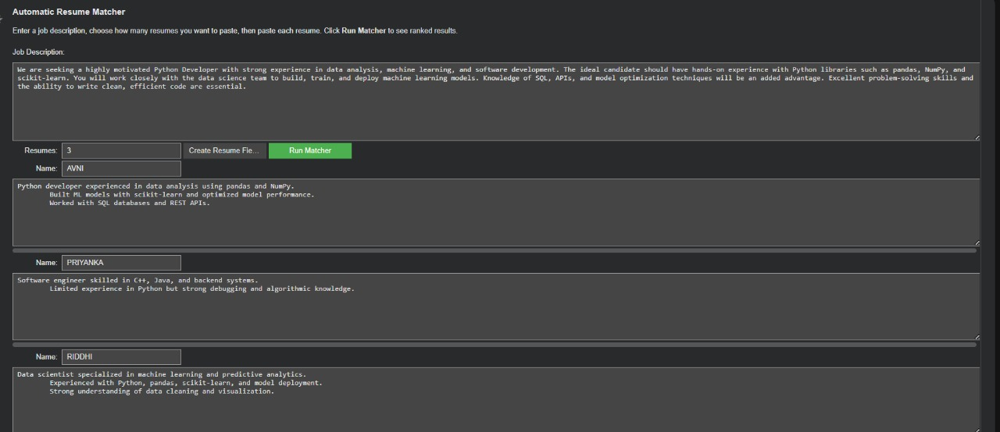 Automatic Resume Matcher
Enter a job description, choose how many resumes you want to paste, then paste each resume. Click Run Matcher to see ranked results.
Job Description:
We are seeking a highly motivated Python Developer with strong experience in data analysis, machine learning, and software development. The ideal candidate should have hands-on experience with Python libraries such as pandas, NumPy, and
scikit-learn. You will work closely with the data science team to build, train, and deploy machine learning models. Knowledge of SQL, APIs, and model optimization techniques will be an added advantage. Excellent problem-solving skills and
the ability to write clean, efficient code are essential.
Resumes: 3 Create Resume Fie... Run Matcher
Name: AVNI
Python developer experienced in data analysis using pandas and NumPy.
Built ML models with scikit-learn and optimized model performance.
Worked with SQL databases and REST APIs.
Name: PRIYANKA
Software engineer skilled in C++, Java, and backend systems.
Limited experience in Python but strong debugging and algorithmic knowledge.
Name: RIDDHI
Data scientist specialized in machine learning and predictive analytics.
Experienced with Python, pandas, scikit-learn, and model deployment.
Strong understanding of data cleaning and visualization.